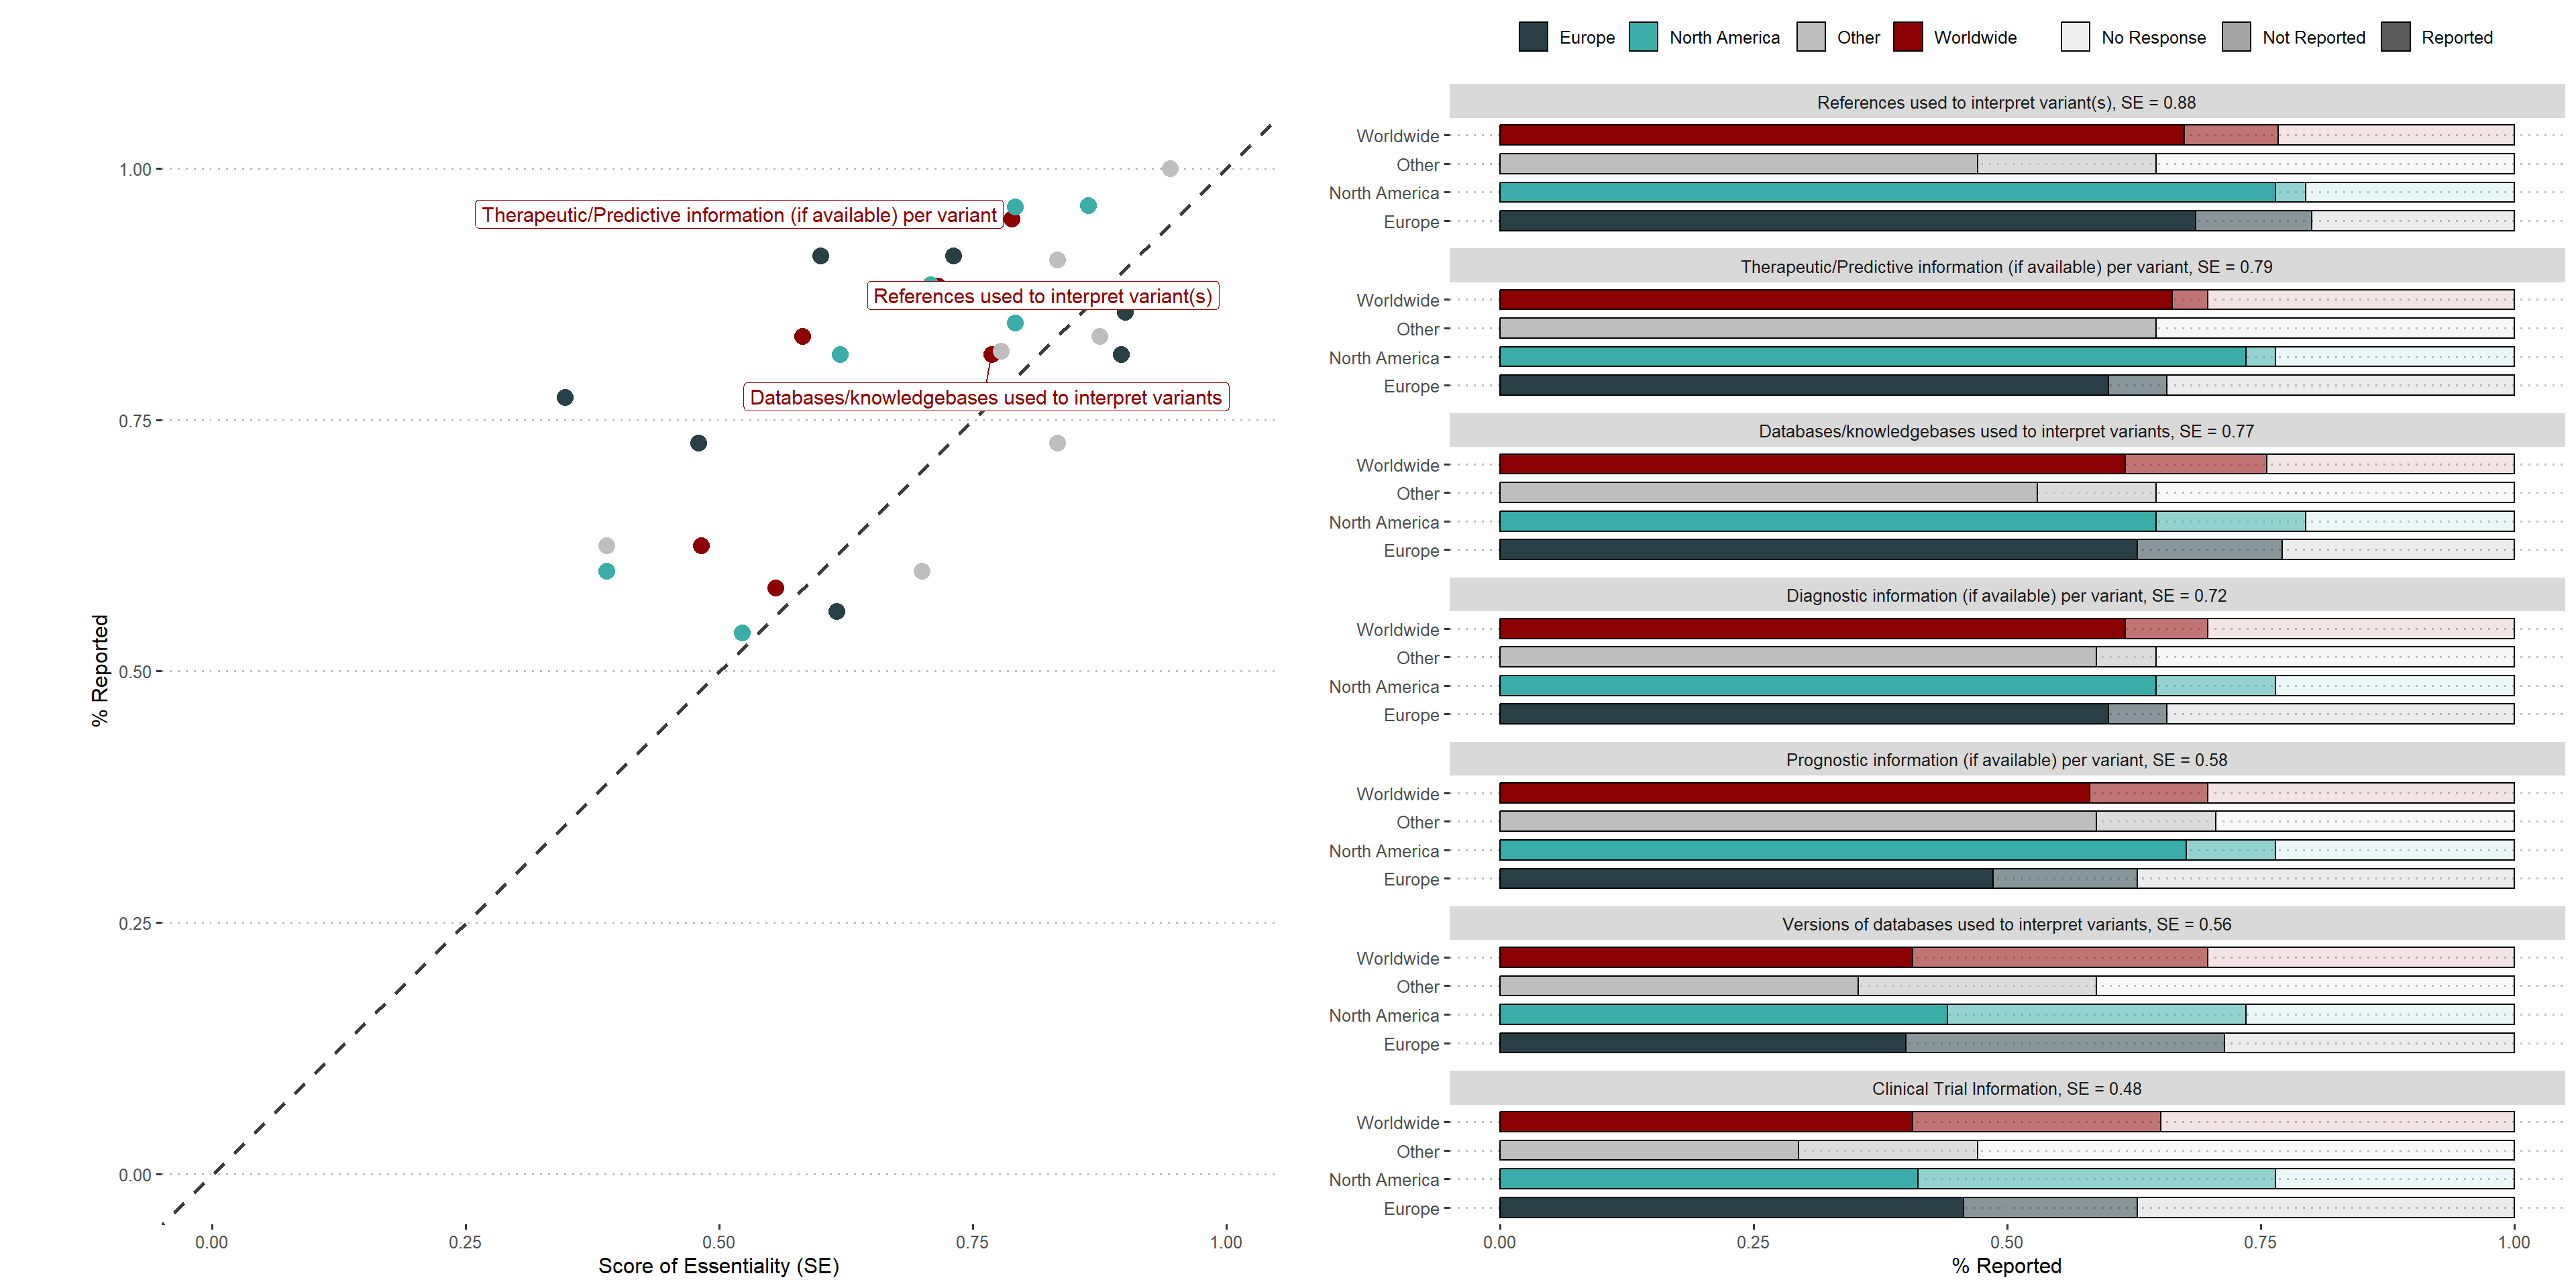 Europe North America Other Worldwide No Response Not Reported Reported
% Reported
1.00
0.75
0.50
0.25
0.00
Therapeutic/Predictive information (if available) per variant
References used to interpret variant(s)
Databases/knowledgebases used to interpret variants
0.00 0.25 0.50 0.75 1.00
Score of Essentiality (SE)
References used to interpret variant(s), SE = 0.88
Worldwide
Other
North America
Europe
Therapeutic/Predictive information (if available) per variant, SE = 0.79
Worldwide
Other
North America
Europe
Databases/knowledgebases used to interpret variants, SE = 0.77
Worldwide
Other
North America
Europe
Diagnostic information (if available) per variant, SE = 0.72
Worldwide
Other
North America
Europe
Prognostic information (if available) per variant, SE = 0.58
Worldwide
Other
North America
Europe
Versions of databases used to interpret variants, SE = 0.56
Worldwide
Other
North America
Europe
Clinical Trial Information, SE = 0.48
Worldwide
Other
North America
Europe
0.00 0.25 0.50 0.75 1.00
% Reported